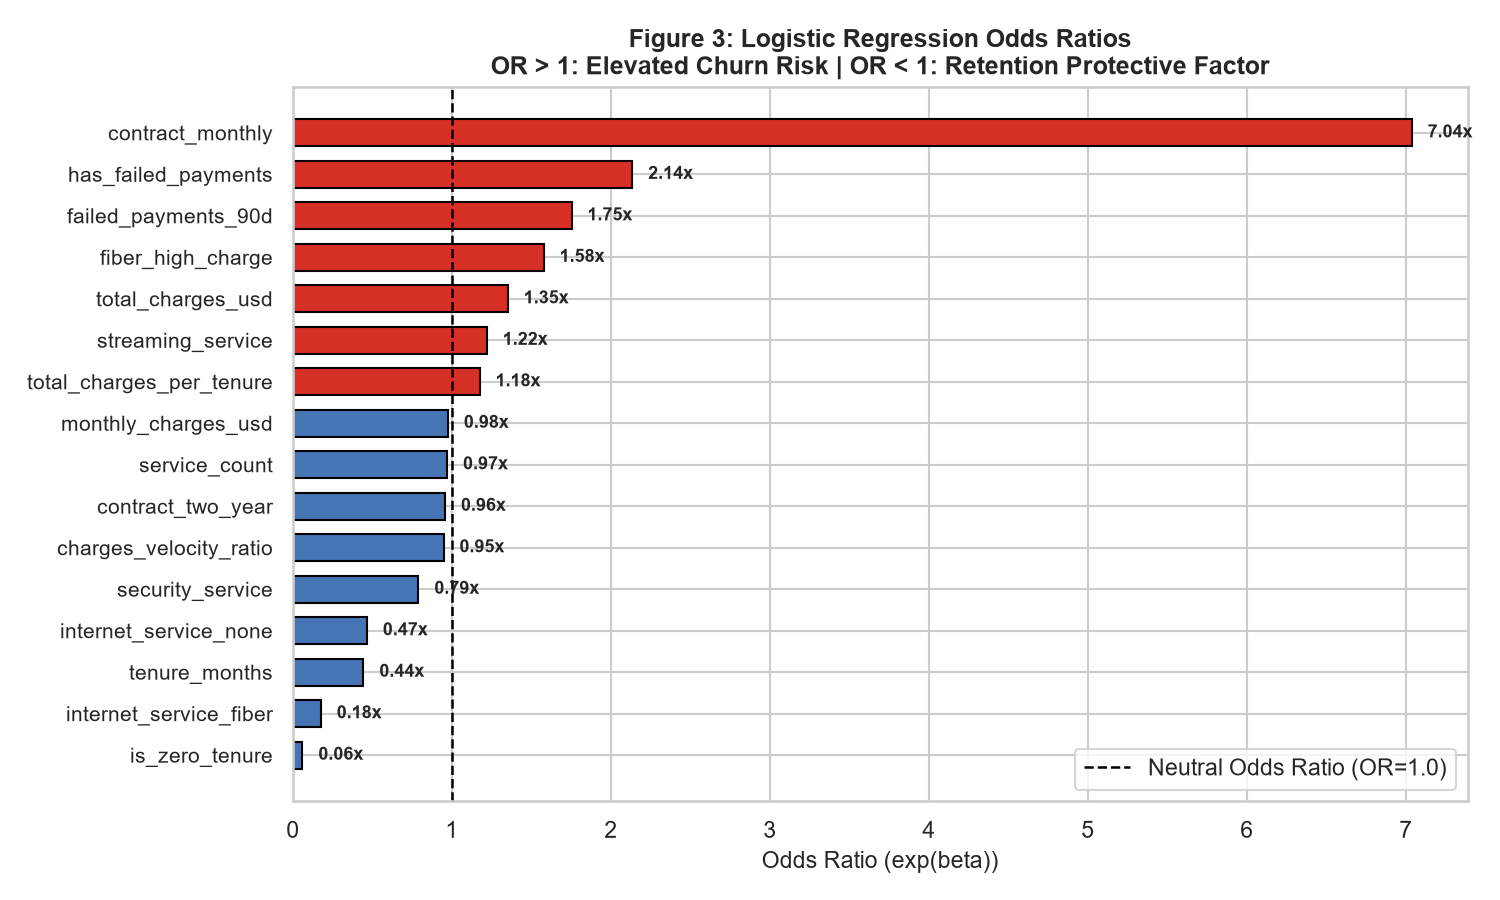 Figure 3: Logistic Regression Odds Ratios
OR > 1: Elevated Churn Risk | OR < 1: Retention Protective Factor
contract_monthly 7.04x
has_failed_payments 2.14x
failed_payments_90d 1.75x
fiber_high_charge 1.58x
total_charges_usd 1.35x
streaming_service 1.22x
total_charges_per_tenure 1.18x
monthly_charges_usd 0.98x
service_count 0.97x
contract_two_year 0.96x
charges_velocity_ratio 0.95x
security_service 0.79x
internet_service_none 0.47x
tenure_months 0.44x
internet_service_fiber 0.18x
is_zero_tenure 0.06x
Neutral Odds Ratio (OR=1.0)
0 1 2 3 4 5 6 7
Odds Ratio (exp(beta))